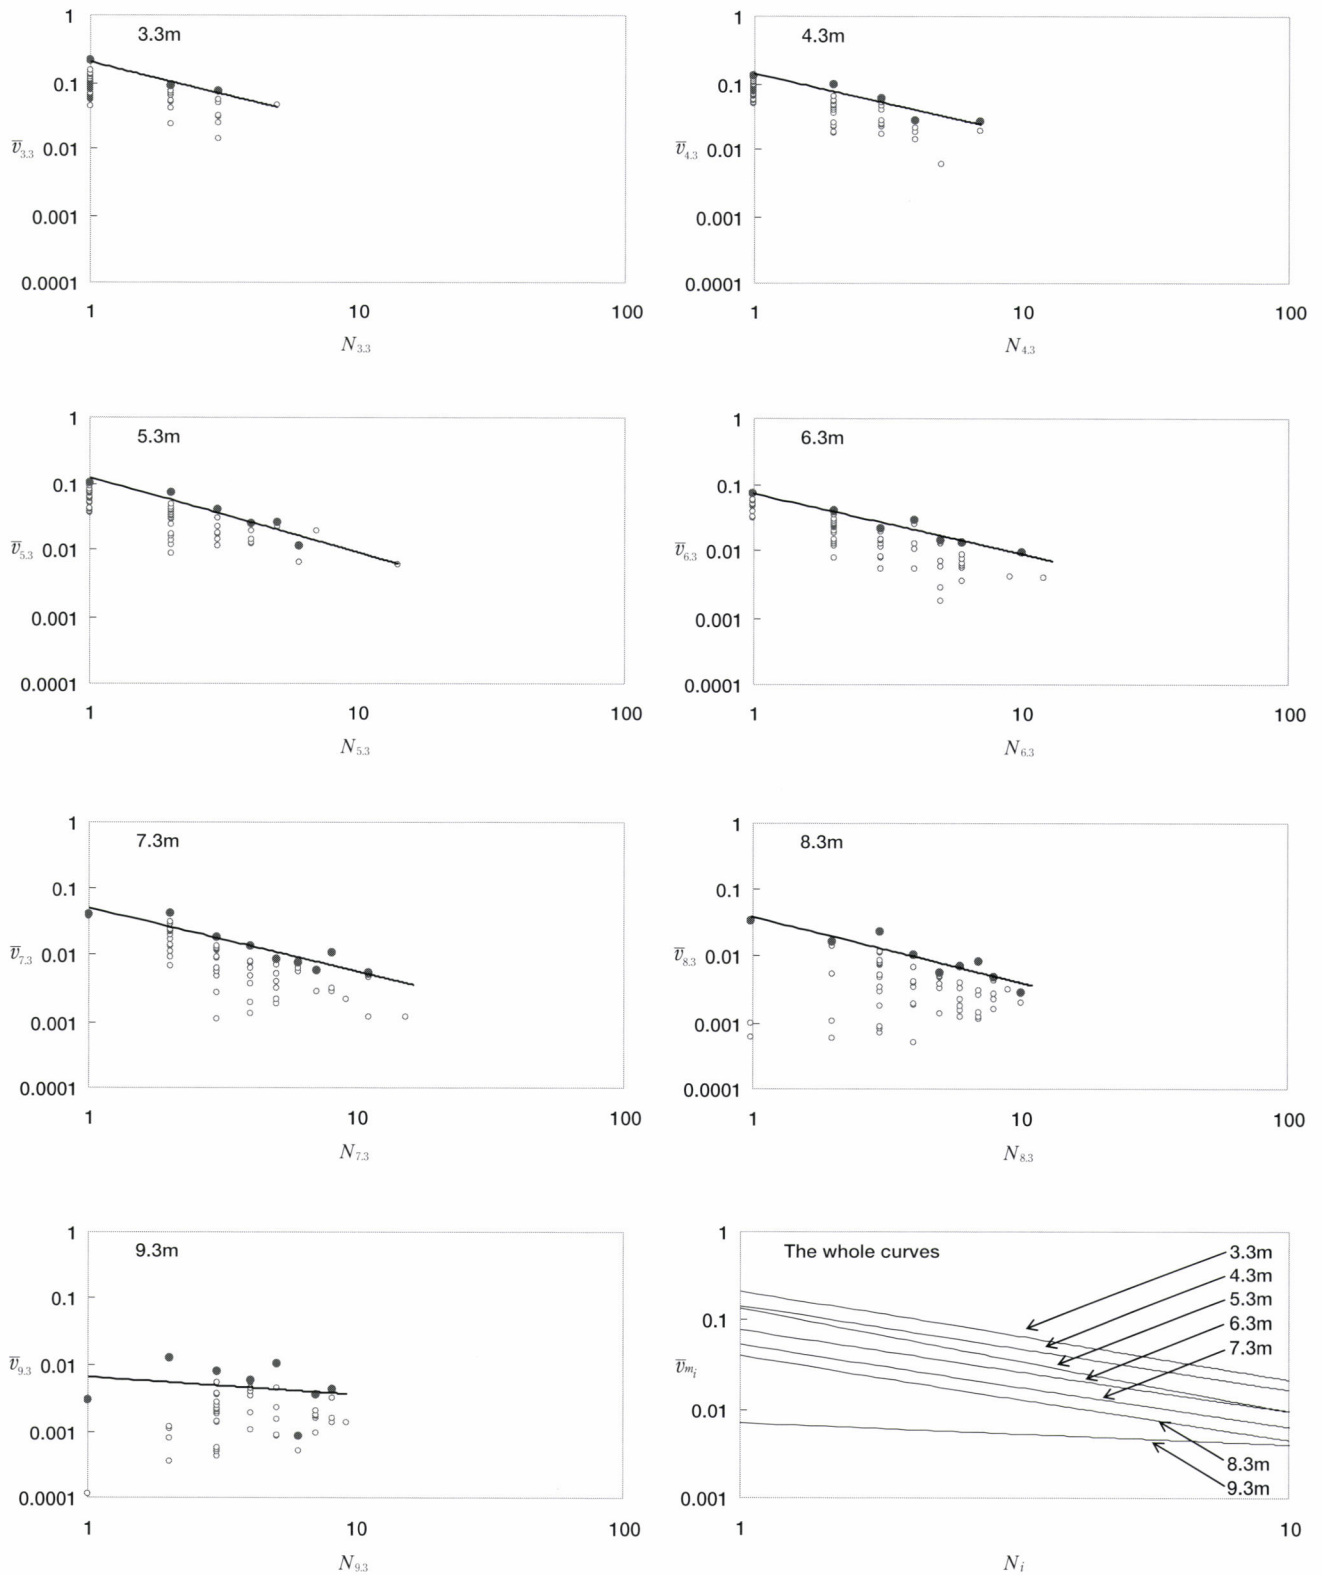 1
3.3m
0.1
v̅3.3 0.01
0.001
0.0001
1 10 100
N3.3
1
4.3m
0.1
v̅4.3 0.01
0.001
0.0001
1 10 100
N4.3
1
5.3m
0.1
v̅5.3 0.01
0.001
0.0001
1 10 100
N5.3
1
6.3m
0.1
v̅6.3 0.01
0.001
0.0001
1 10 100
N6.3
1
7.3m
0.1
v̅7.3 0.01
0.001
0.0001
1 10 100
N7.3
1
8.3m
0.1
v̅8.3 0.01
0.001
0.0001
1 10 100
N8.3
1
9.3m
0.1
v̅9.3 0.01
0.001
0.0001
1 10 100
N9.3
1
The whole curves
3.3m
4.3m
5.3m
0.1
6.3m
7.3m
v̅mi
0.01
8.3m
9.3m
0.001
1 10
Ni